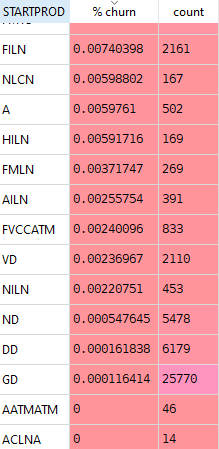 STARTPROD % churn count
FILN 0.00740398 2161
NLCN 0.00598802 167
A 0.0059761 502
HILN 0.00591716 169
FMLN 0.00371747 269
AILN 0.00255754 391
FVCCATM 0.00240096 833
VD 0.00236967 2110
NILN 0.00220751 453
ND 0.000547645 5478
DD 0.000161838 6179
GD 0.000116414 25770
AATMATM 0 46
ACLNA 0 14